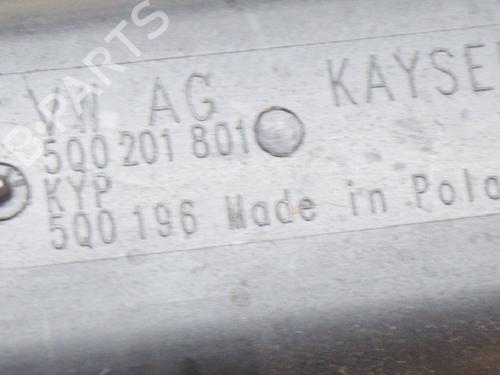 VW AG KAYSE
5Q0 201 801
KYP
5Q0 196 Made in Pola
B-PARTS